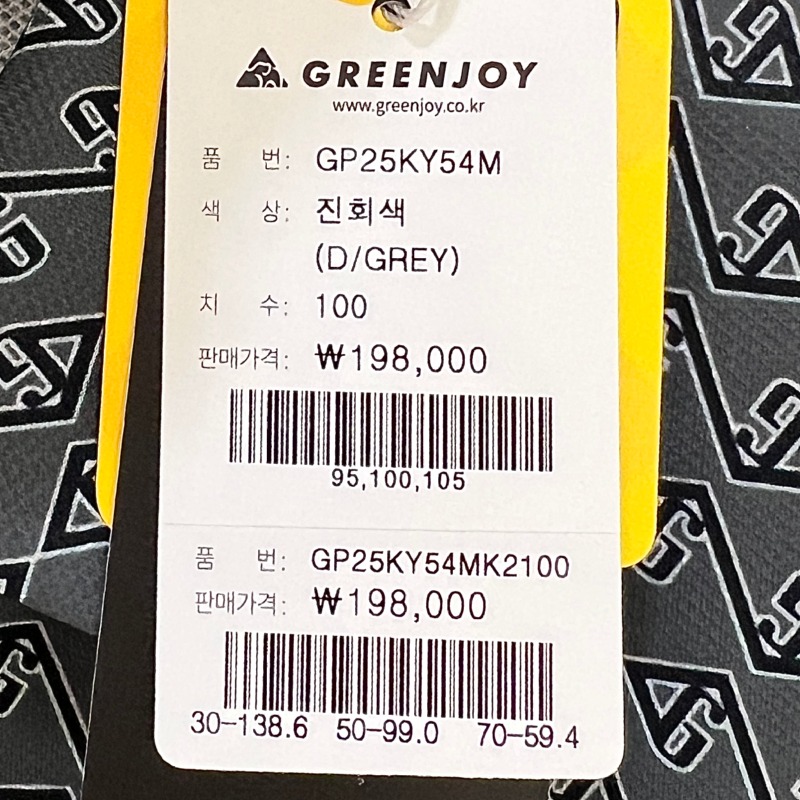 GREENJOY
www.greenjoy.co.kr
품 번: GP25KY54M
색 상: 진회색
(D/GREY)
치 수: 100
판매가격: ₩198,000
95,100,105
품 번: GP25KY54MK2100
판매가격: ₩198,000
30-138.6 50-99.0 70-59.4